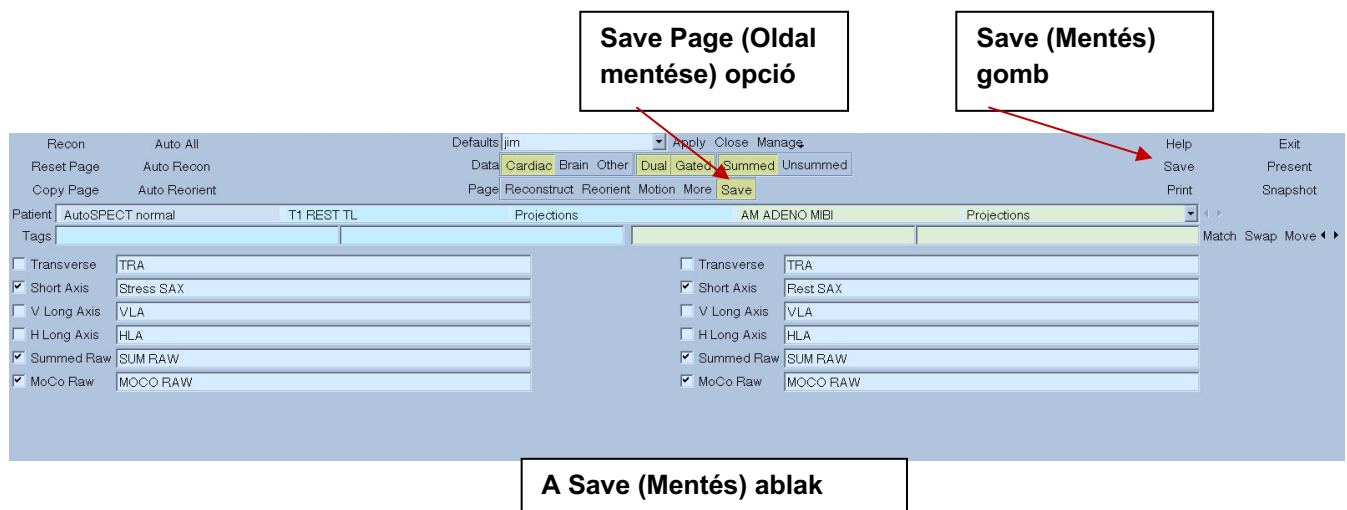 Save Page (Oldal
mentése) opció
Save (Mentés)
gomb
Recon Auto All Defaults jim Apply Close Manage Help Exit
Reset Page Auto Recon Data Cardiac Brain Other Dual Gated Summed Unsummed Save Present
Copy Page Auto Reorient Page Reconstruct Reorient Motion More Save Print Snapshot
Patient AutoSPECT normal T1 REST TL Projections AM ADENO MIBI Projections
Tags Match Swap Move
Transverse TRA Transverse TRA
Short Axis Stress SAX Short Axis Rest SAX
V Long Axis VLA V Long Axis VLA
H Long Axis HLA H Long Axis HLA
Summed Raw SUM RAW Summed Raw SUM RAW
MoCo Raw MOCO RAW MoCo Raw MOCO RAW
A Save (Mentés) ablak